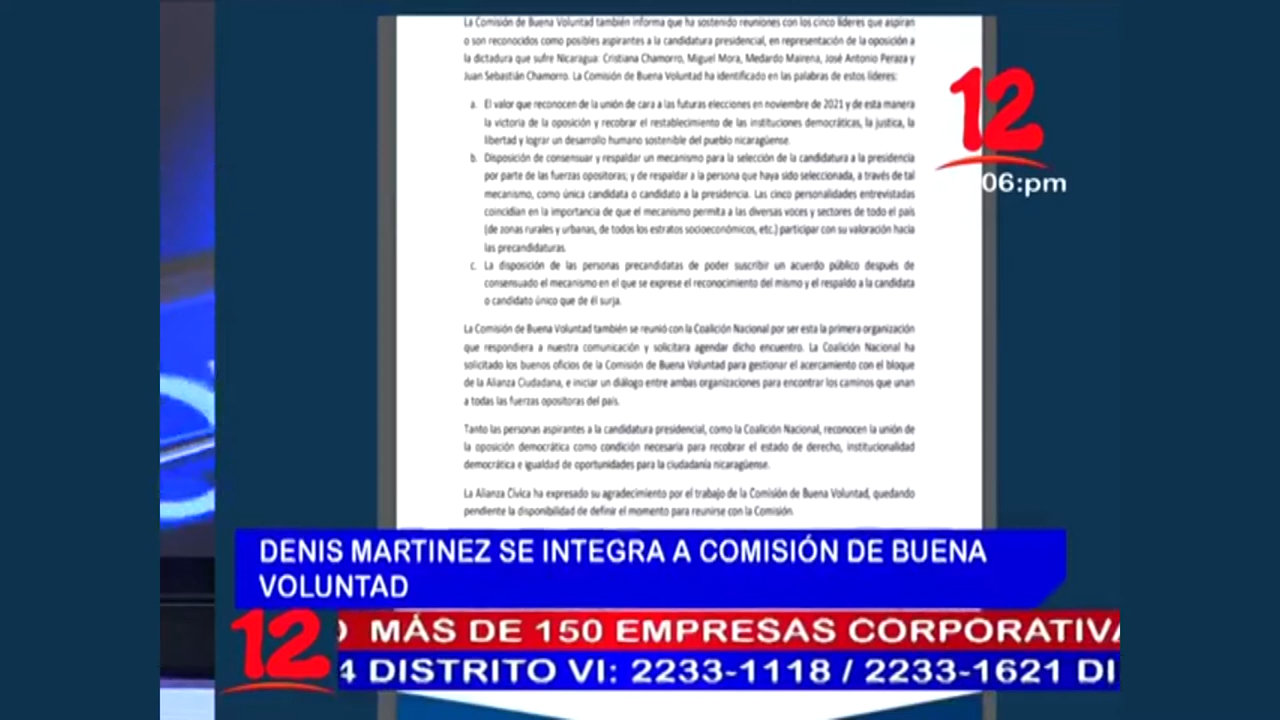 La Comisión de Buena Voluntad también informa que ha sostenido reuniones con los cinco líderes que aspiran
o son reconocidos como posibles aspirantes a la candidatura presidencial, en representación de la oposición a
la dictadura que sufre Nicaragua: Cristiana Chamorro, Miguel Mora, Medardo Mairena, José Antonio Peraza y
Juan Sebastián Chamorro. La Comisión de Buena Voluntad ha identificado en las palabras de estos líderes:
a. El valor que reconocen de la unión de cara a las futuras elecciones en noviembre de 2021 y de esta manera
la victoria de la oposición y recobrar el restablecimiento de las instituciones democráticas, la justicia, la
libertad y lograr un desarrollo humano sostenible del pueblo nicaragüense.
b. Disposición de consensuar y respaldar un mecanismo para la selección de la candidatura a la presidencia
por parte de las fuerzas opositoras; y de respaldar a la persona que haya sido seleccionada, a través de tal
mecanismo, como única candidata o candidato a la presidencia. Las cinco personalidades entrevistadas
coincidían en la importancia de que el mecanismo permita a las diversas voces y sectores de todo el país
(de zonas rurales y urbanas, de todos los estratos socioeconómicos, etc.) participar con su valoración hacia
las precandidaturas.
c. La disposición de las personas precandidatas de poder suscribir un acuerdo público después de
consensuado el mecanismo en el que se exprese el reconocimiento del mismo y el respaldo a la candidata
o candidato único que de él surja.
La Comisión de Buena Voluntad también se reunió con la Coalición Nacional por ser esta la primera organización
que respondiera a nuestra comunicación y solicitara agendar dicho encuentro. La Coalición Nacional ha
solicitado los buenos oficios de la Comisión de Buena Voluntad para gestionar el acercamiento con el bloque
de la Alianza Ciudadana, e iniciar un diálogo entre ambas organizaciones para encontrar los caminos que unan
a todas las fuerzas opositoras del país.
Tanto las personas aspirantes a la candidatura presidencial, como la Coalición Nacional, reconocen la unión de
la oposición democrática como condición necesaria para recobrar el estado de derecho, institucionalidad
democrática e igualdad de oportunidades para la ciudadanía nicaragüense.
La Alianza Cívica ha expresado su agradecimiento por el trabajo de la Comisión de Buena Voluntad, quedando
pendiente la disponibilidad de definir el momento para reunirse con la Comisión
12
06:pm
DENIS MARTINEZ SE INTEGRA A COMISIÓN DE BUENA
VOLUNTAD
12
MÁS DE 150 EMPRESAS CORPORATIVA
4 DISTRITO VI: 2233-1118 / 2233-1621 DI